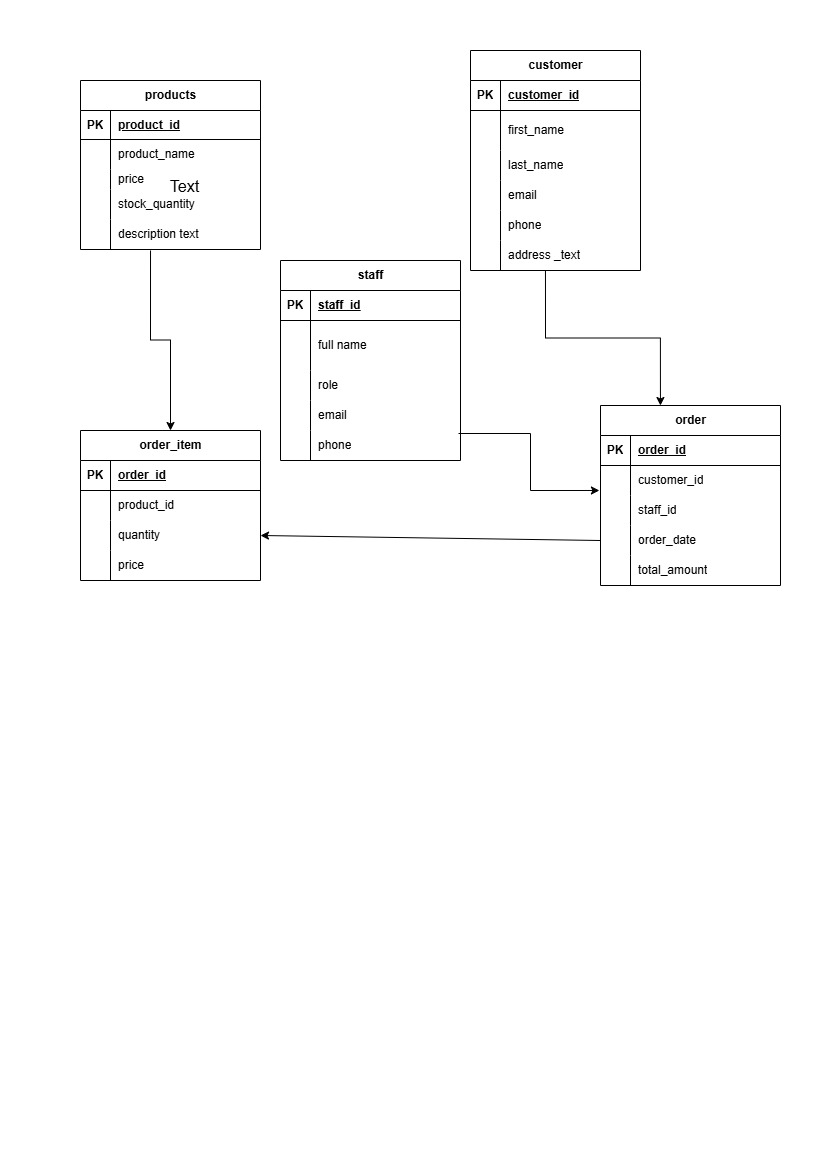 products
PK product_id
product_name
price
Text
stock_quantity
description text
customer
PK customer_id
first_name
last_name
email
phone
address _text
staff
PK staff_id
full name
role
email
phone
order_item
PK order_id
product_id
quantity
price
order
PK order_id
customer_id
staff_id
order_date
total_amount